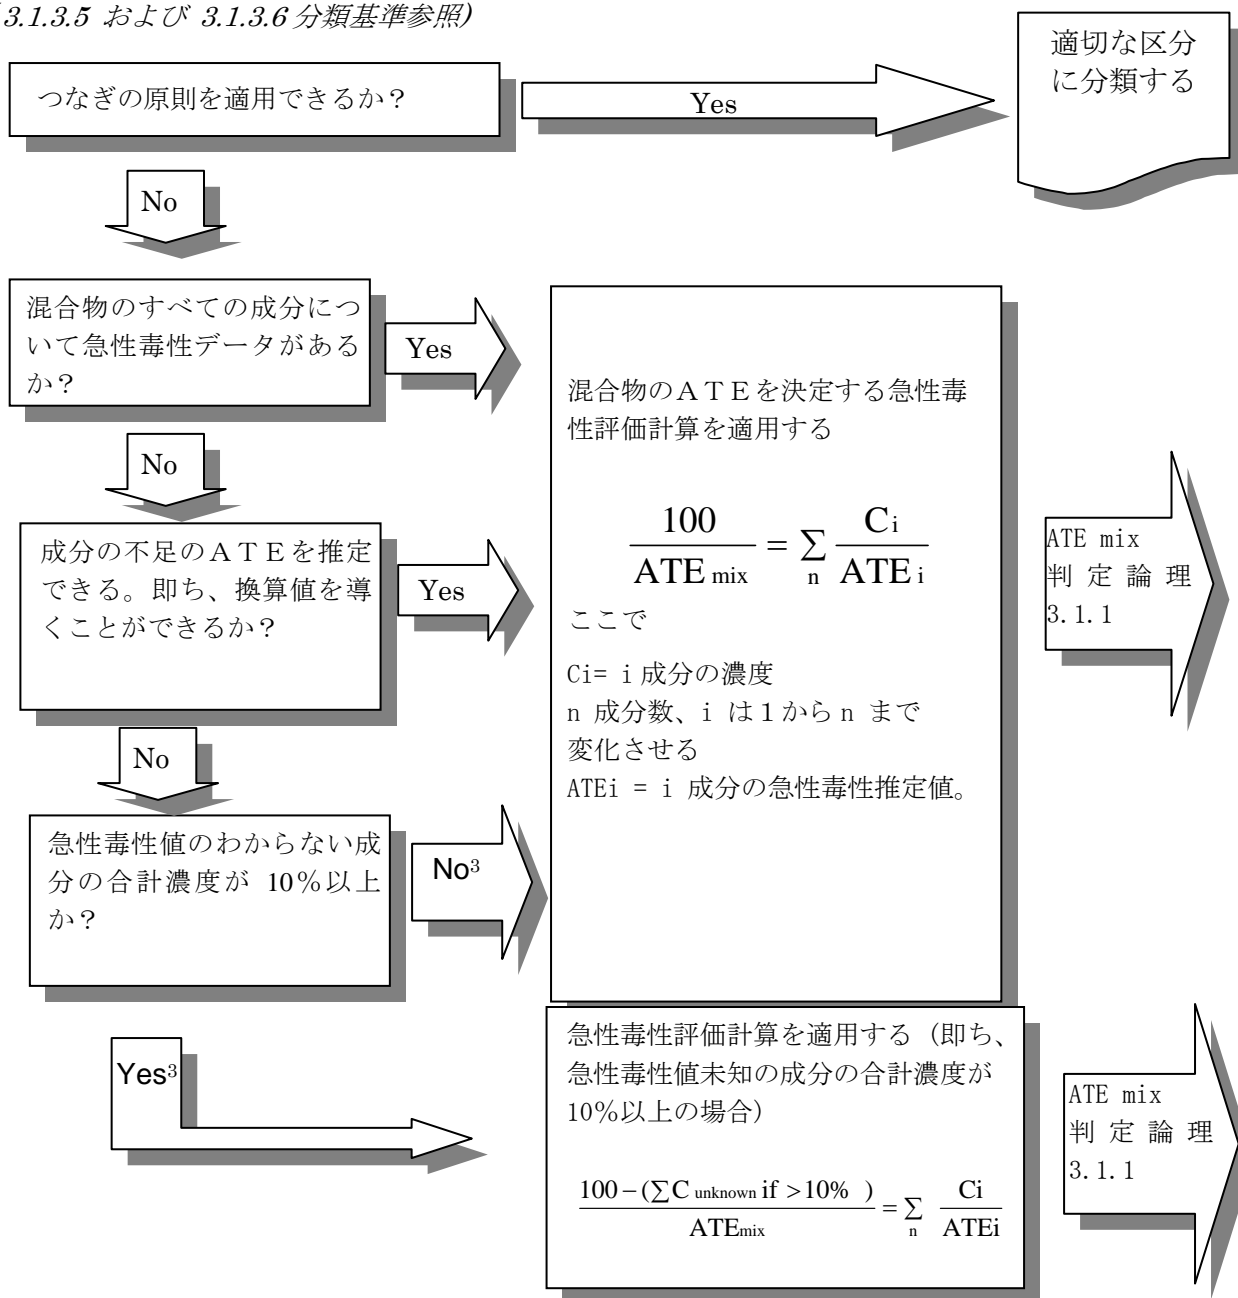 (3.1.3.5 および 3.1.3.6 分類基準参照)
つなぎの原則を適用できるか？
Yes
適切な区分
に分類する
No
混合物のすべての成分につ
いて急性毒性データがある
か？
Yes
No
成分の不足のＡＴＥを推定
できる。即ち、換算値を導
くことができるか？
Yes
No
急性毒性値のわからない成
分の合計濃度が 10％以上
か？
No³
Yes³
混合物のＡＴＥを決定する急性毒
性評価計算を適用する
100/ATE mix = ∑n Ci/ATE i
ここで
Ci= i 成分の濃度
n 成分数、i は１から n まで
変化させる
ATEi = i 成分の急性毒性推定値。
ATE mix
判 定 論 理
3.1.1
急性毒性評価計算を適用する（即ち、
急性毒性値未知の成分の合計濃度が
10％以上の場合）
100−(∑C unknown if >10% )/ATEmix = ∑n Ci/ATEi
ATE mix
判 定 論 理
3.1.1